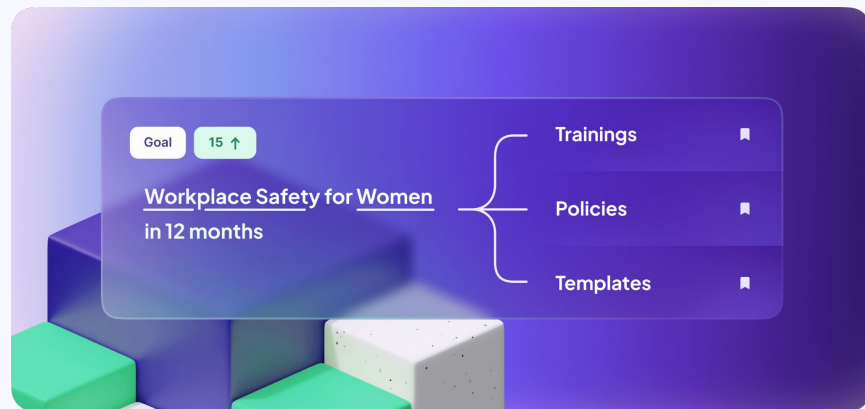 Goal
15 ↑
Workplace Safety for Women
in 12 months
Trainings
Policies
Templates